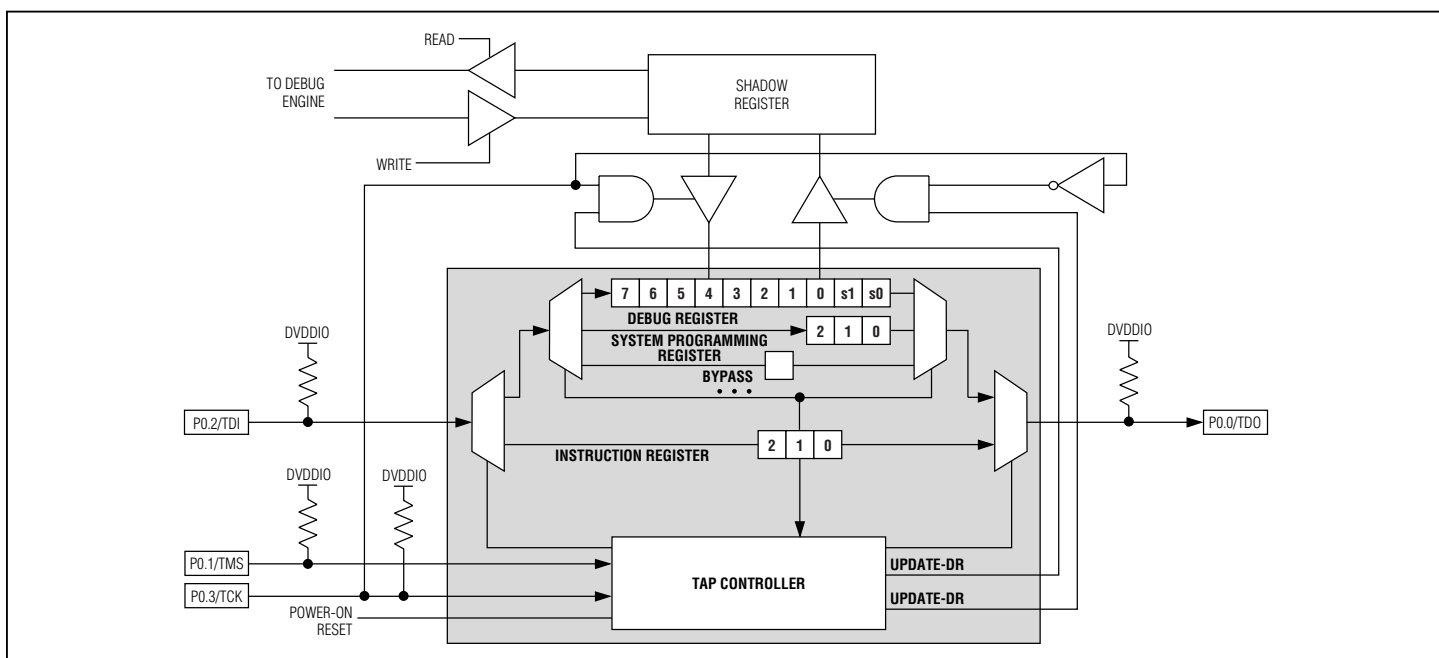 READ
TO DEBUG
ENGINE
WRITE
SHADOW
REGISTER
7 6 5 4 3 2 1 0 s1 s0
DEBUG REGISTER
2 1 0
SYSTEM PROGRAMMING
REGISTER
BYPASS
• • •
DVDDIO
P0.2/TDI
DVDDIO
P0.0/TDO
2 1 0
INSTRUCTION REGISTER
DVDDIO
DVDDIO
P0.1/TMS
P0.3/TCK
POWER-ON
RESET
TAP CONTROLLER
UPDATE-DR
UPDATE-DR